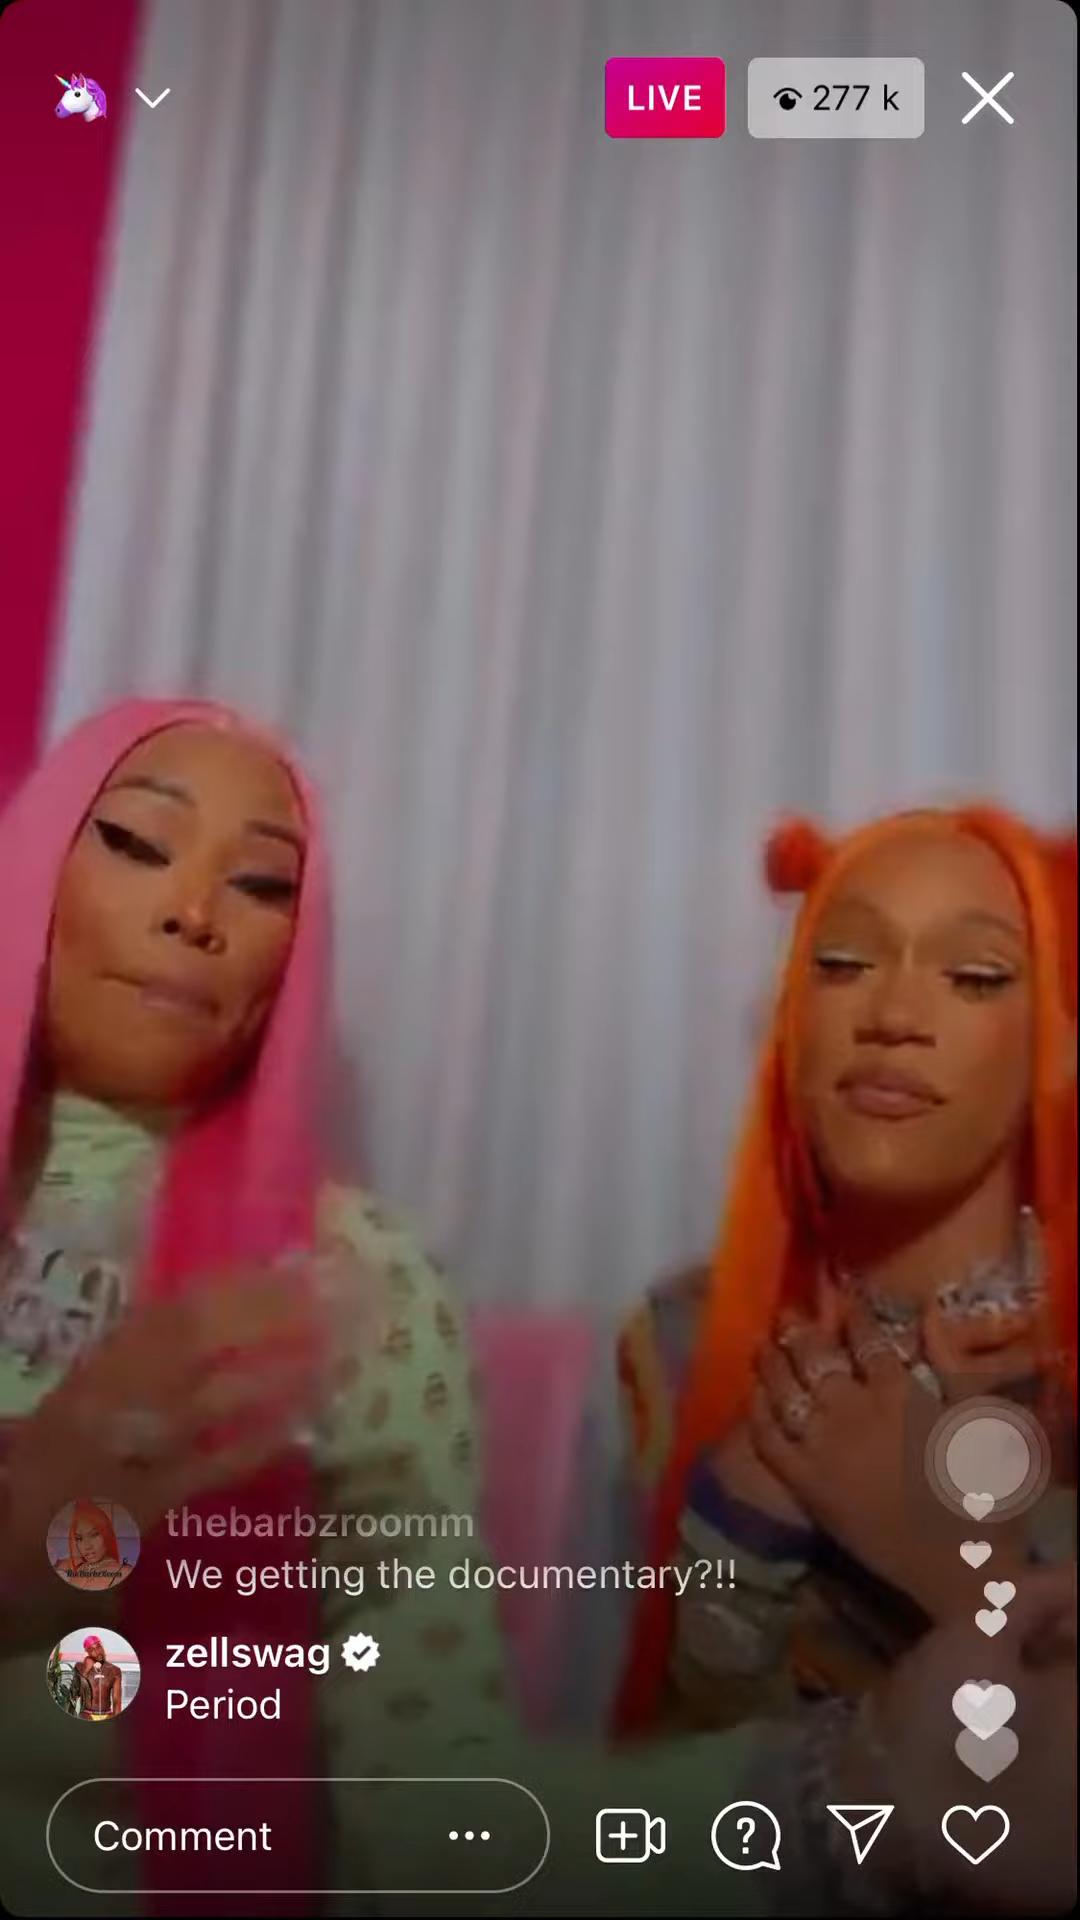 LIVE
277 k
thebarbzroomm
We getting the documentary?!!
zellswag
Period
Comment